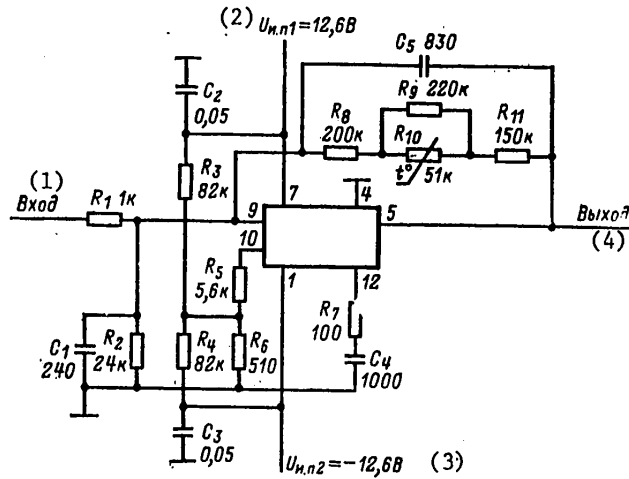 (2) Uи.п1=12,6В
C5 830
C2
0,05
R9 220к
R8
200к
R10
t° 51к
R11
150к
R3
82к
(1)
Вход
R1 1к
9
7
4
5
10
Выход
(4)
R5
5,6к
1
12
R7
100
C1
240
R2
24к
R4
82к
R6
510
C4
1000
C3
0,05
Uи.п2=−12,6В (3)